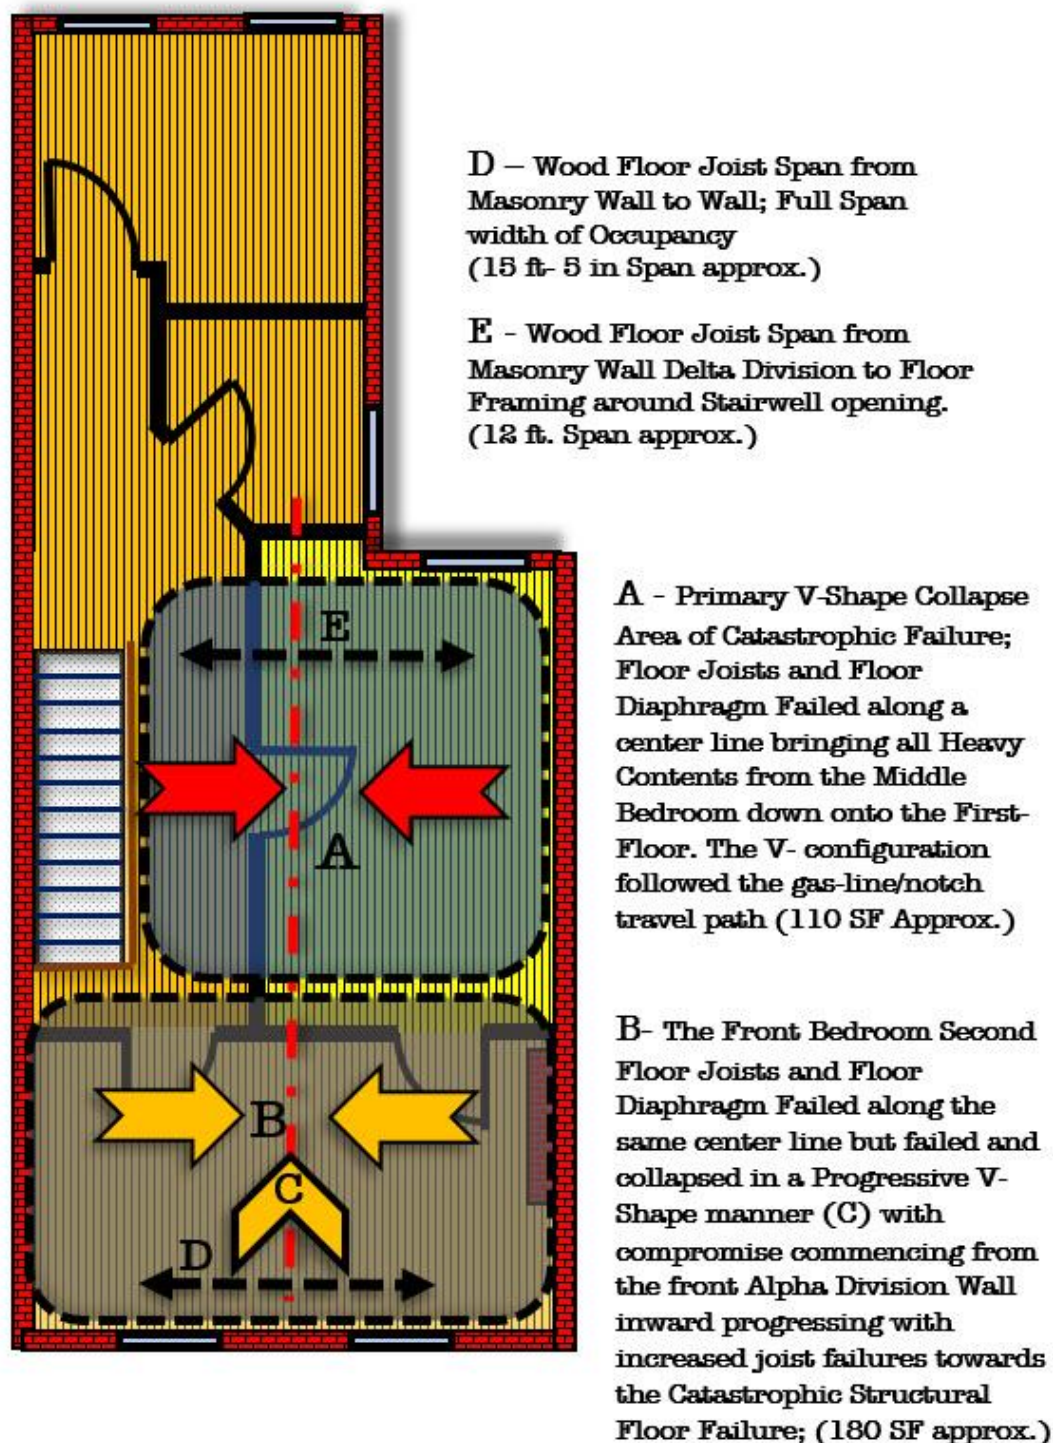 D – Wood Floor Joist Span from
Masonry Wall to Wall; Full Span
width of Occupancy
(15 ft- 5 in Span approx.)
E - Wood Floor Joist Span from
Masonry Wall Delta Division to Floor
Framing around Stairwell opening.
(12 ft. Span approx.)
A - Primary V-Shape Collapse
Area of Catastrophic Failure;
Floor Joists and Floor
Diaphragm Failed along a
center line bringing all Heavy
Contents from the Middle
Bedroom down onto the First-
Floor. The V- configuration
followed the gas-line/notch
travel path (110 SF Approx.)
B- The Front Bedroom Second
Floor Joists and Floor
Diaphragm Failed along the
same center line but failed and
collapsed in a Progressive V-
Shape manner (C) with
compromise commencing from
the front Alpha Division Wall
inward progressing with
increased joist failures towards
the Catastrophic Structural
Floor Failure; (180 SF approx.)
E
A
B
C
D